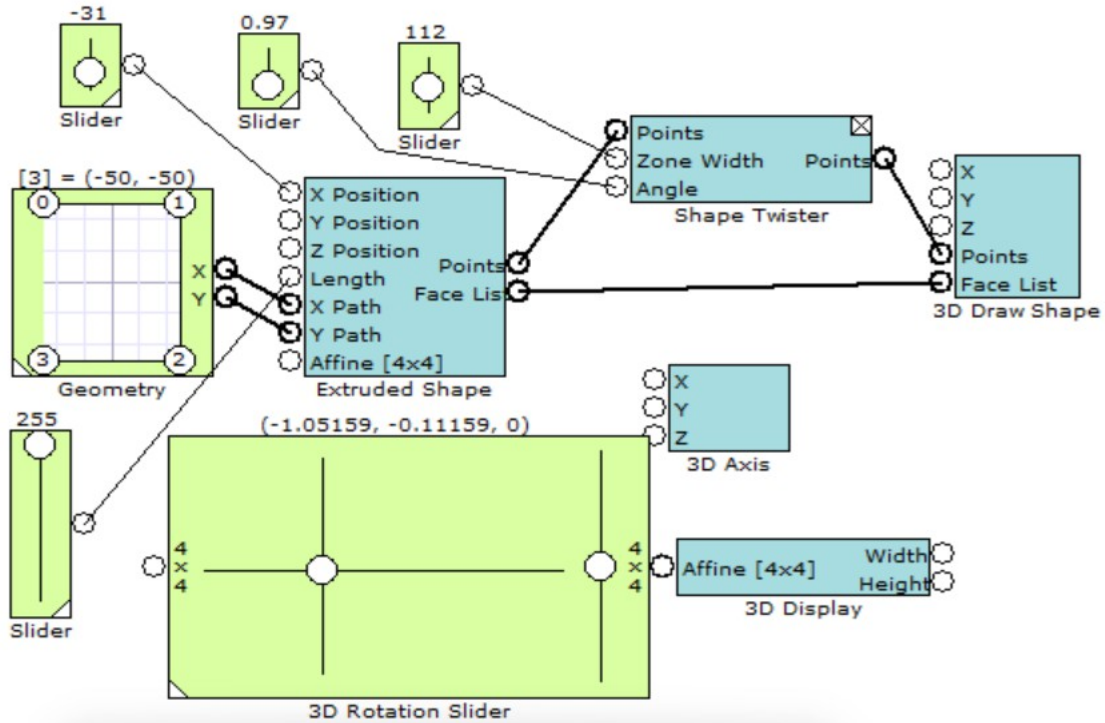 -31
Slider
0.97
Slider
112
Slider
Points
Zone Width
Angle
Points
Shape Twister
X
Y
Z
Points
Face List
3D Draw Shape
[3] = (-50, -50)
0
1
3
2
X
Y
Geometry
X Position
Y Position
Z Position
Length
X Path
Y Path
Affine [4x4]
Points
Face List
Extruded Shape
255
Slider
X
Y
Z
3D Axis
(-1.05159, -0.11159, 0)
4
x
4
4
x
4
3D Rotation Slider
Affine [4x4]
Width
Height
3D Display